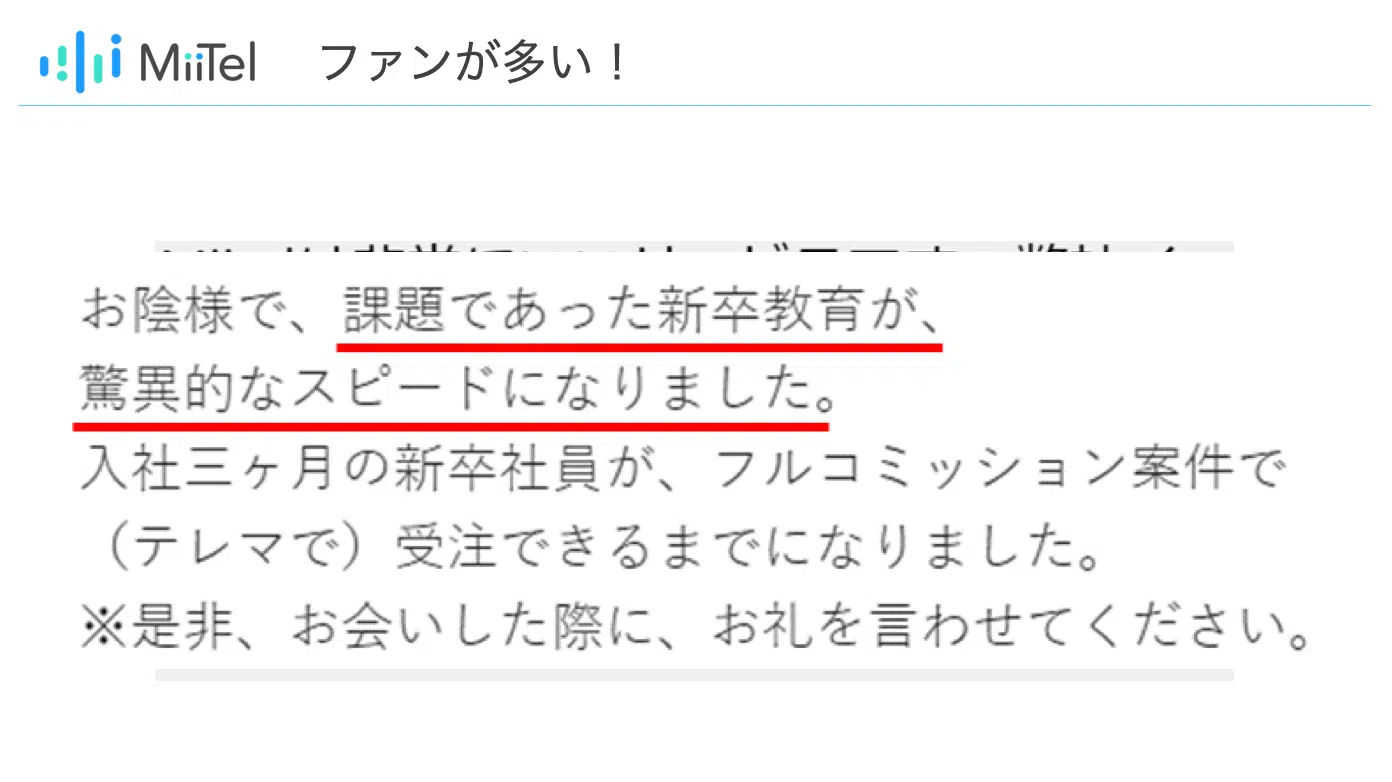 MiiTel ファンが多い！
お陰様で、課題であった新卒教育が、
驚異的なスピードになりました。
入社三ヶ月の新卒社員が、フルコミッション案件で
（テレマで）受注できるまでになりました。
※是非、お会いした際に、お礼を言わせてください。